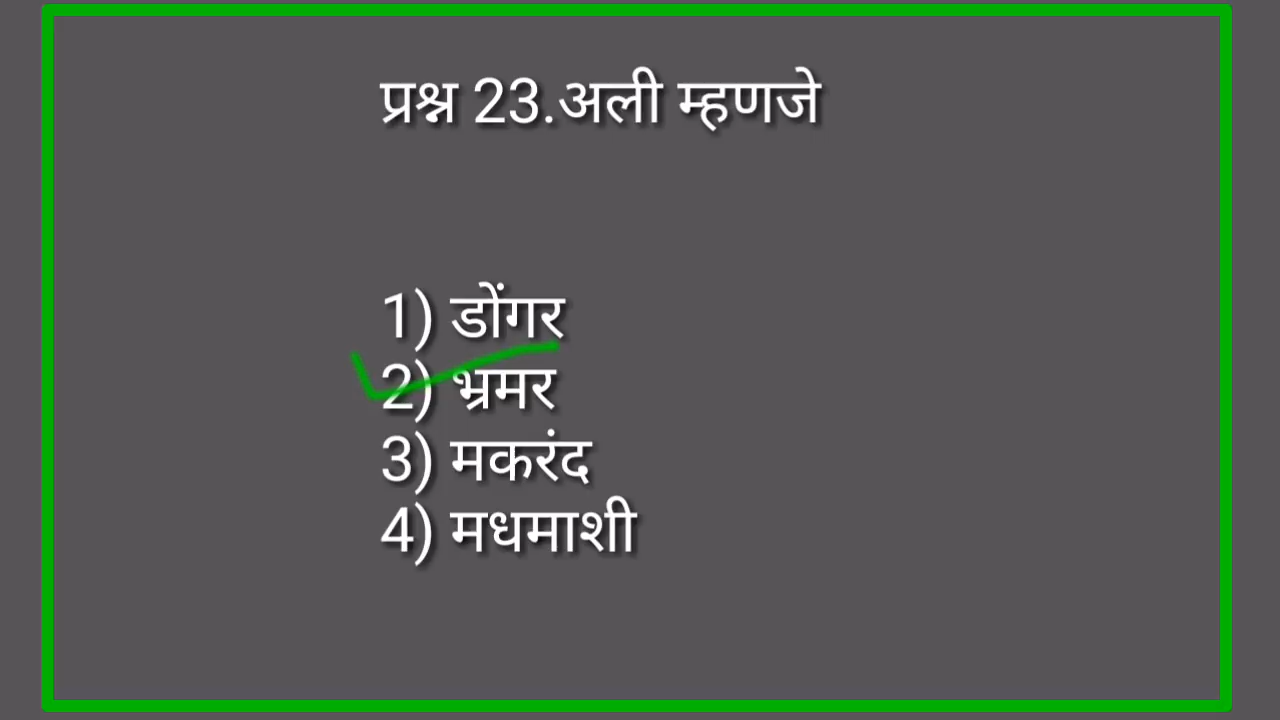 प्रश्न 23.अली म्हणजे
1) डोंगर
2) भ्रमर
3) मकरंद
4) मधमाशी